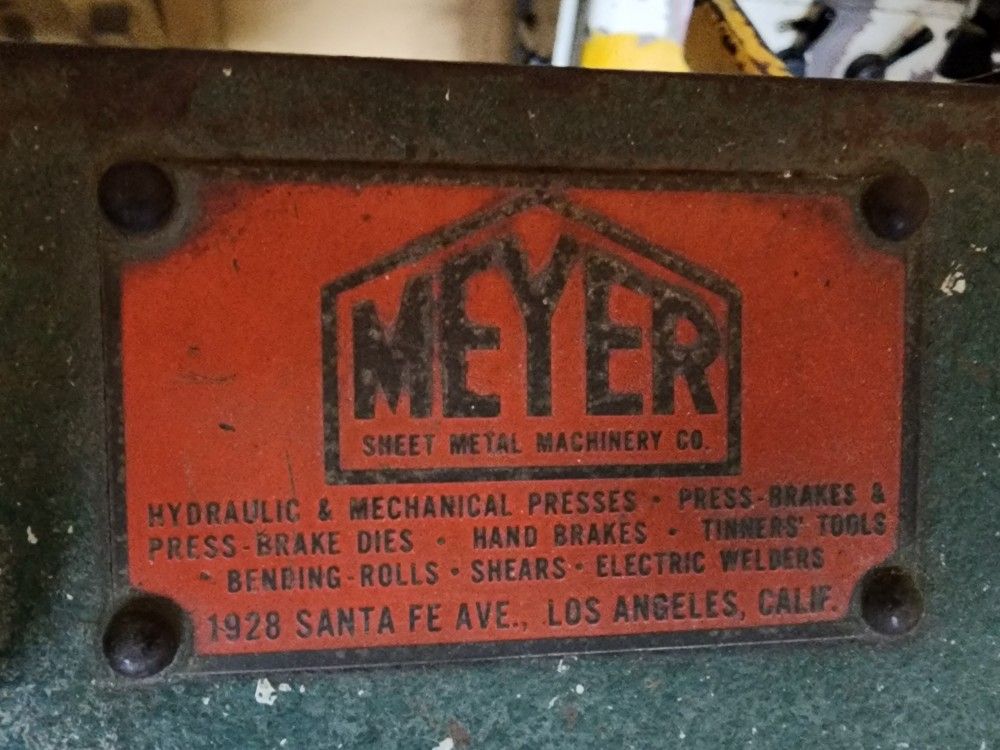 MEYER
SHEET METAL MACHINERY CO.
HYDRAULIC & MECHANICAL PRESSES · PRESS-BRAKES &
PRESS-BRAKE DIES · HAND BRAKES · TINNERS' TOOLS
BENDING-ROLLS · SHEARS · ELECTRIC WELDERS
1928 SANTA FE AVE., LOS ANGELES, CALIF.